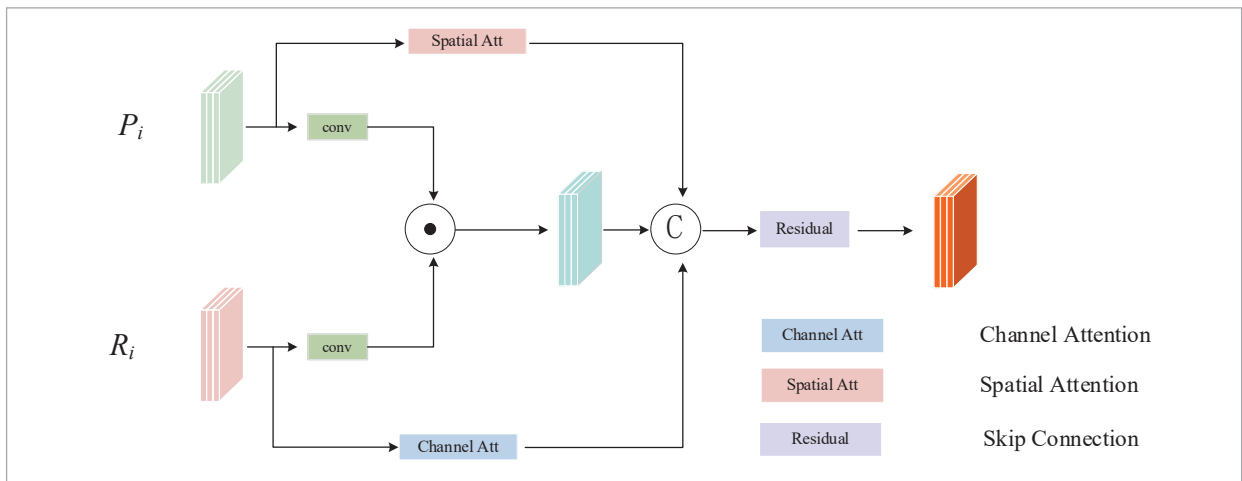 Spatial Att
P_i
conv
C
Residual
R_i
conv
Channel Att
Channel Att Channel Attention
Spatial Att Spatial Attention
Residual Skip Connection